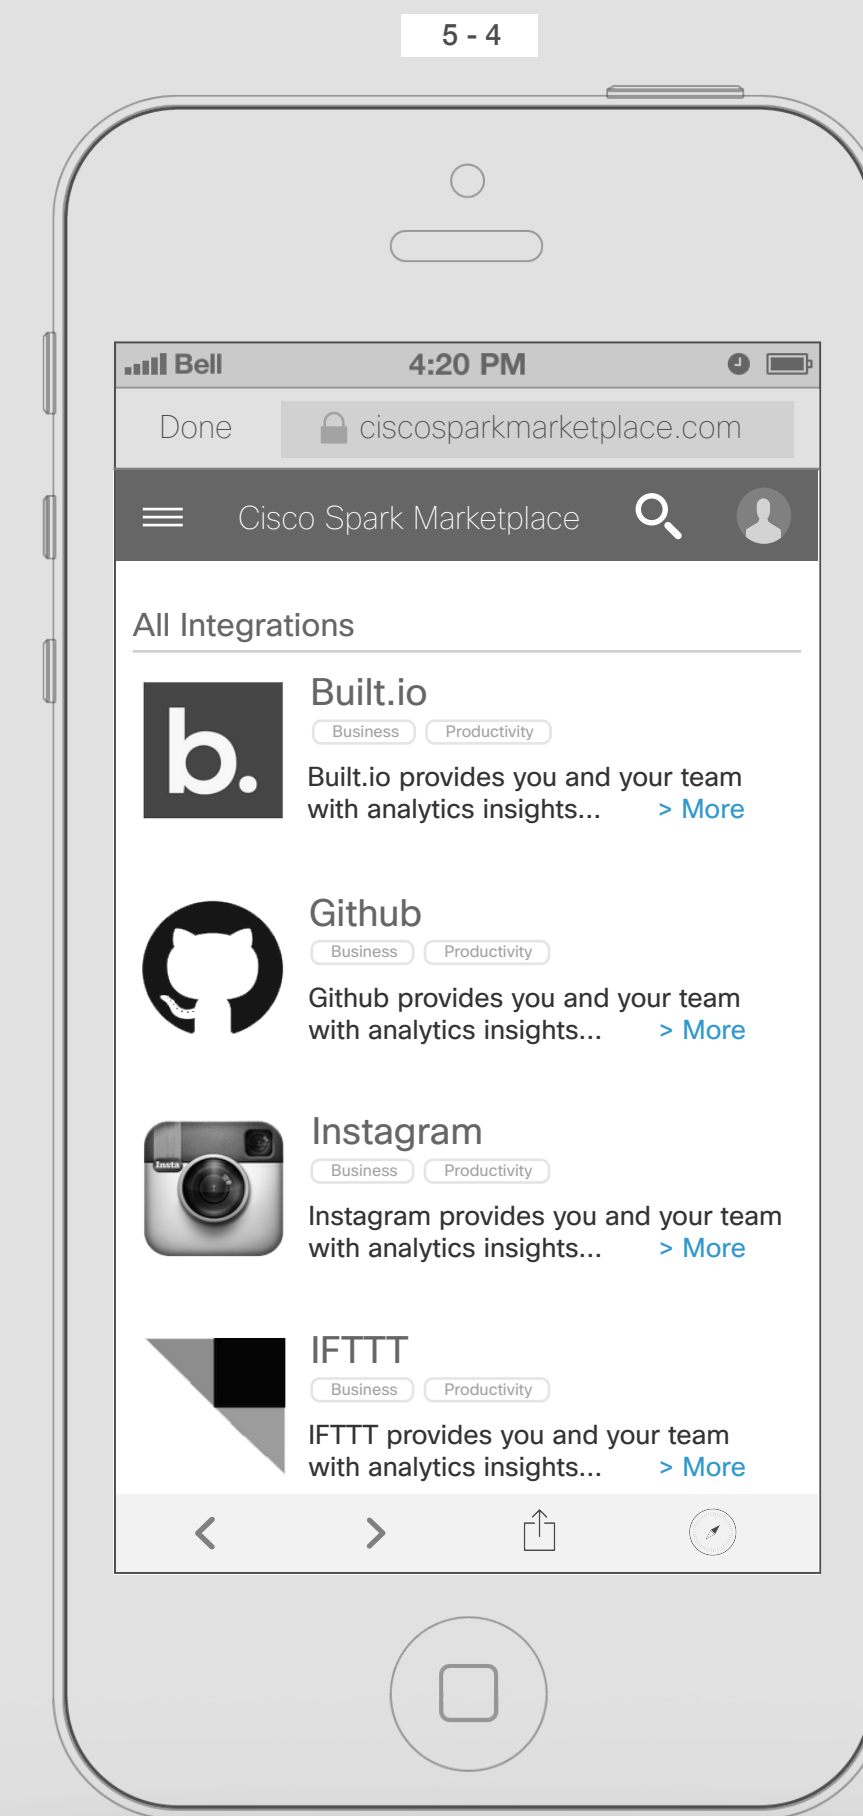 5 - 4
Bell 4:20 PM
Done ciscosparkmarketplace.com
Cisco Spark Marketplace
All Integrations
b.
Built.io
Business Productivity
Built.io provides you and your team
with analytics insights... > More
Github
Business Productivity
Github provides you and your team
with analytics insights... > More
Insta
Instagram
Business Productivity
Instagram provides you and your team
with analytics insights... > More
IFTTT
Business Productivity
IFTTT provides you and your team
with analytics insights... > More